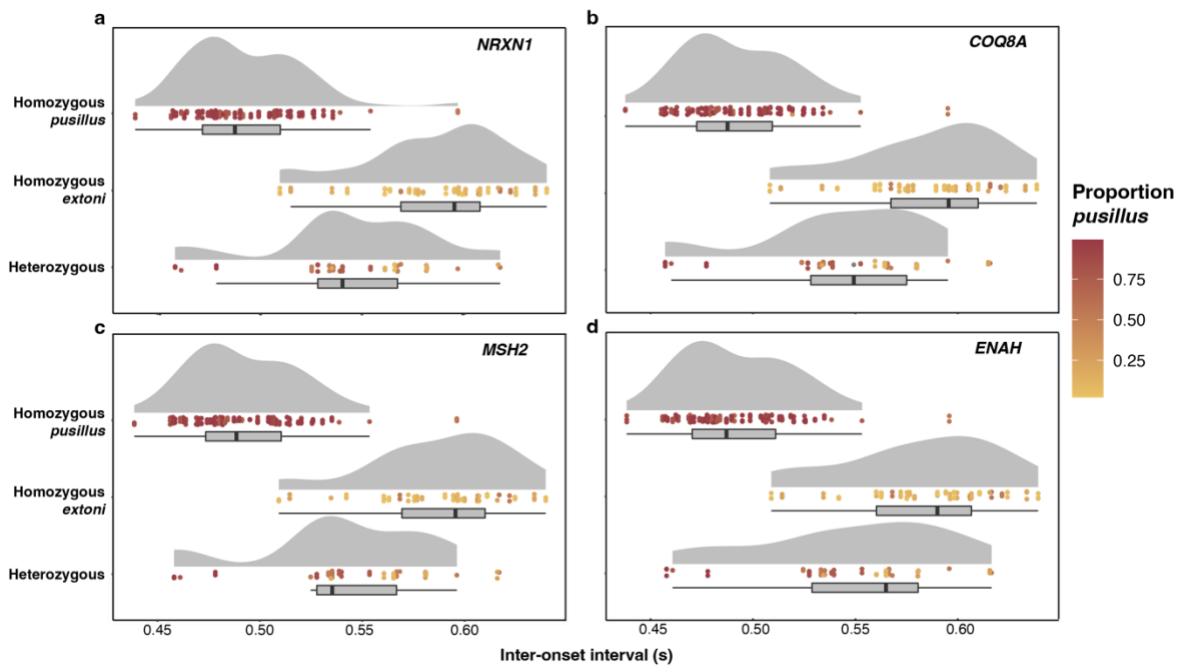 a
NRXN1
Homozygous
pusillus
Homozygous
extoni
Heterozygous
b
COQ8A
c
MSH2
Homozygous
pusillus
Homozygous
extoni
Heterozygous
d
ENAH
0.45 0.50 0.55 0.60
0.45 0.50 0.55 0.60
Inter-onset interval (s)
Proportion
pusillus
0.75
0.50
0.25